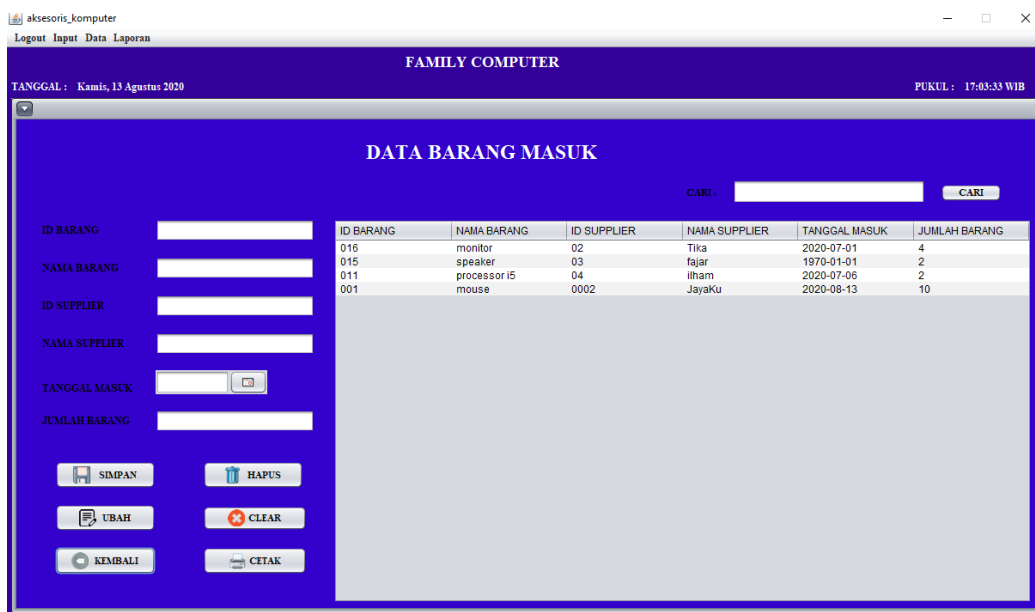 aksesoris_komputer
Logout Input Data Laporan
FAMILY COMPUTER
TANGGAL : Kamis, 13 Agustus 2020 PUKUL : 17:03:33 WIB
DATA BARANG MASUK
CARI : CARI
ID BARANG
NAMA BARANG
ID SUPPLIER
NAMA SUPPLIER
TANGGAL MASUK
JUMLAH BARANG
SIMPAN HAPUS
UBAH CLEAR
KEMBALI CETAK
ID BARANG NAMA BARANG ID SUPPLIER NAMA SUPPLIER TANGGAL MASUK JUMLAH BARANG
016 monitor 02 Tika 2020-07-01 4
015 speaker 03 fajar 1970-01-01 2
011 processor i5 04 ilham 2020-07-06 2
001 mouse 0002 JayaKu 2020-08-13 10